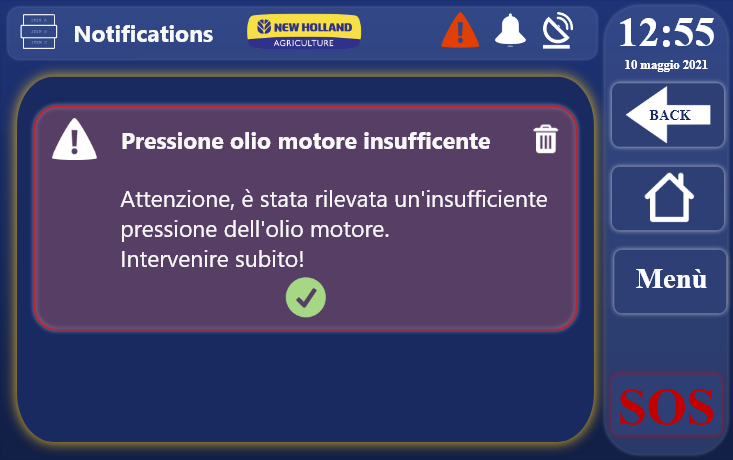 Notifications
NEW HOLLAND
AGRICULTURE
12:55
10 maggio 2021
BACK
Pressione olio motore insufficente
Attenzione, è stata rilevata un'insufficiente
pressione dell'olio motore.
Intervenire subito!
Menù
SOS